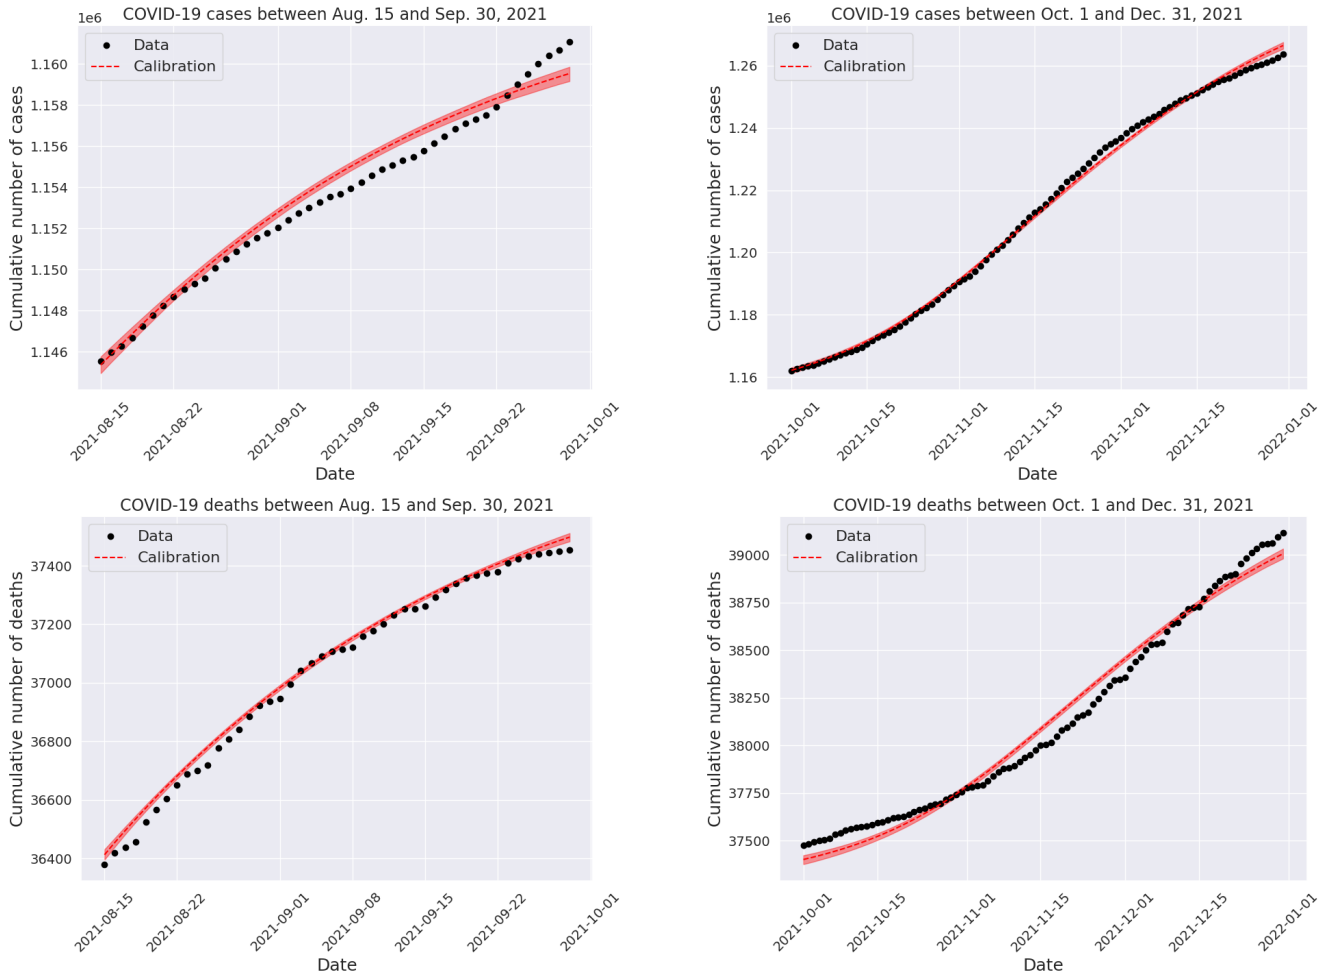 COVID-19 cases between Aug. 15 and Sep. 30, 2021
1e6
Data
Calibration
Cumulative number of cases
1.160
1.158
1.156
1.154
1.152
1.150
1.148
1.146
2021-08-15
2021-08-22
2021-09-01
2021-09-08
2021-09-15
2021-09-22
2021-10-01
Date
COVID-19 cases between Oct. 1 and Dec. 31, 2021
1e6
Data
Calibration
Cumulative number of cases
1.26
1.24
1.22
1.20
1.18
1.16
2021-10-01
2021-10-15
2021-11-01
2021-11-15
2021-12-01
2021-12-15
2022-01-01
Date
COVID-19 deaths between Aug. 15 and Sep. 30, 2021
Data
Calibration
Cumulative number of deaths
37400
37200
37000
36800
36600
36400
2021-08-15
2021-08-22
2021-09-01
2021-09-08
2021-09-15
2021-09-22
2021-10-01
Date
COVID-19 deaths between Oct. 1 and Dec. 31, 2021
Data
Calibration
Cumulative number of deaths
39000
38750
38500
38250
38000
37750
37500
2021-10-01
2021-10-15
2021-11-01
2021-11-15
2021-12-01
2021-12-15
2022-01-01
Date